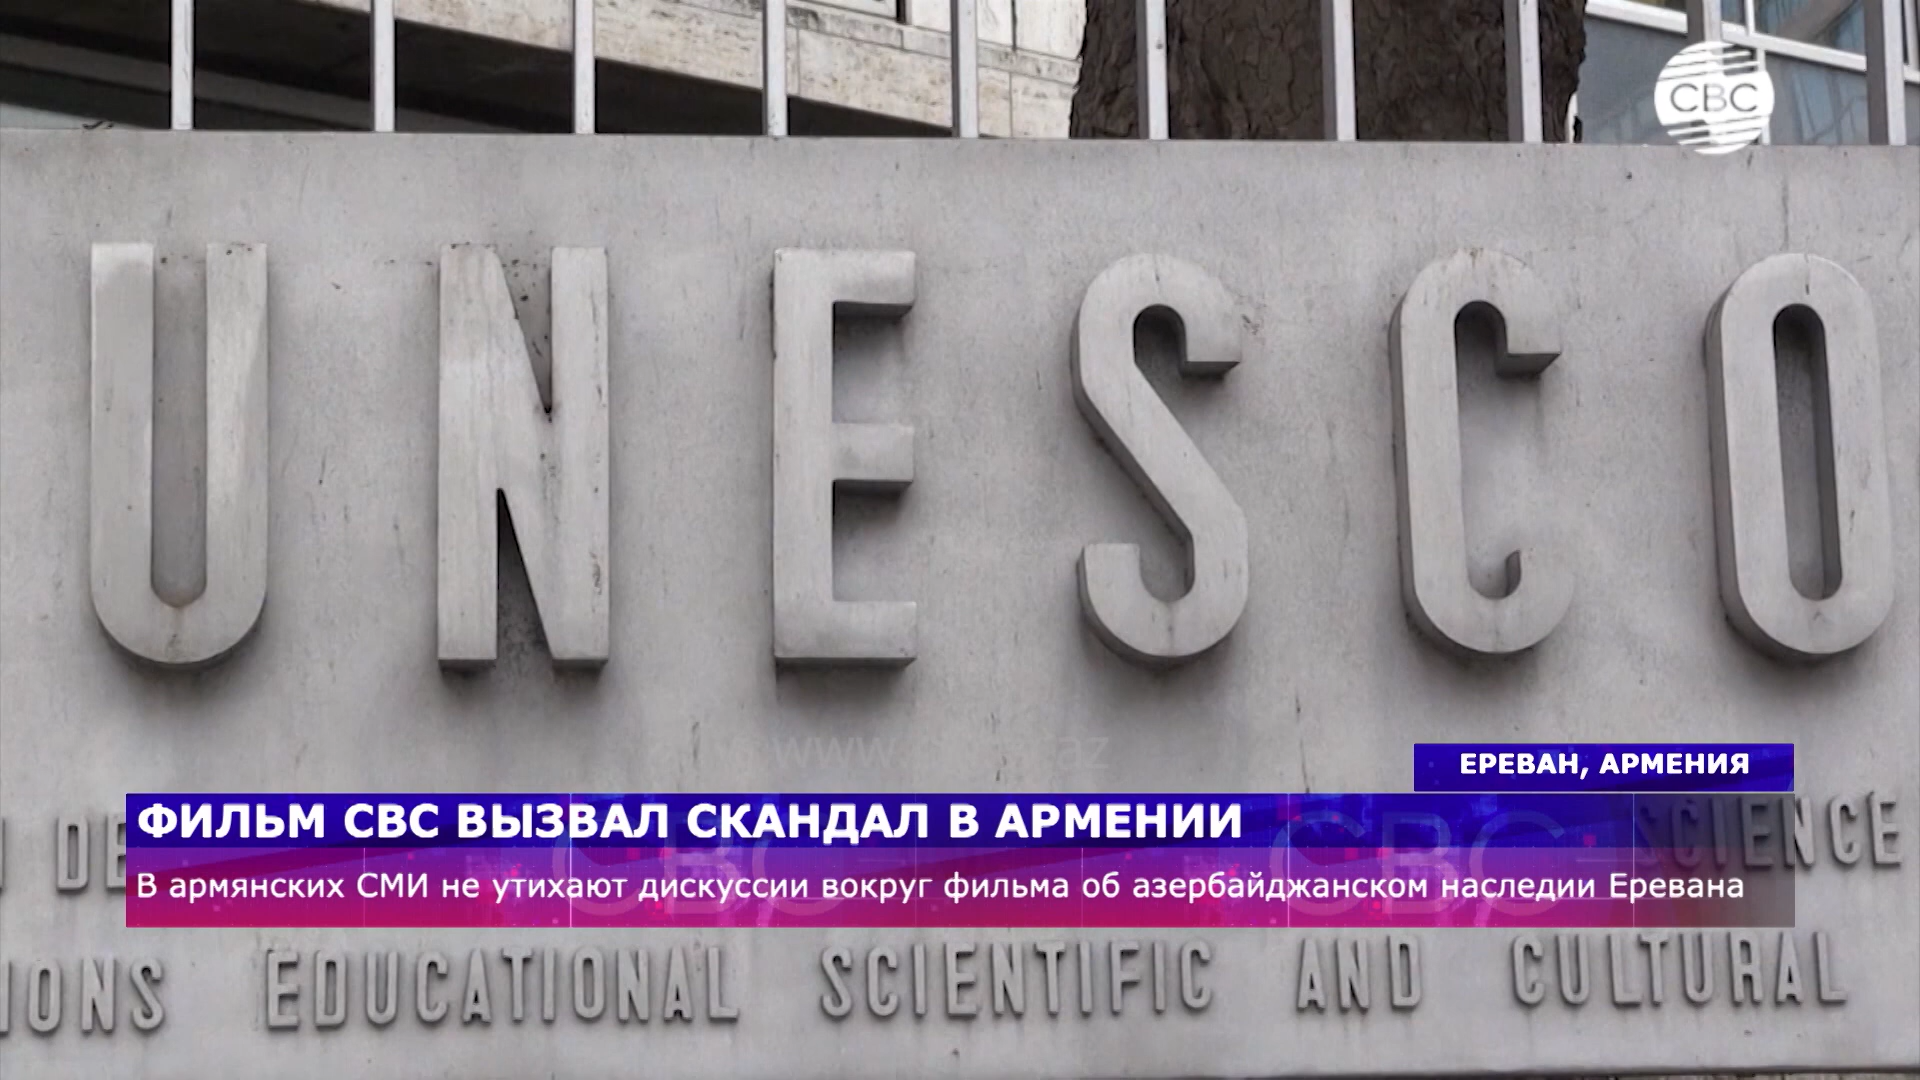 CBC
UNESCO
ЕРЕВАН, АРМЕНИЯ
ФИЛЬМ CBC ВЫЗВАЛ СКАНДАЛ В АРМЕНИИ
SCIENCE
В армянских СМИ не утихают дискуссии вокруг фильма об азербайджанском наследии Еревана
IONS EDUCATIONAL SCIENTIFIC AND CULTURAL